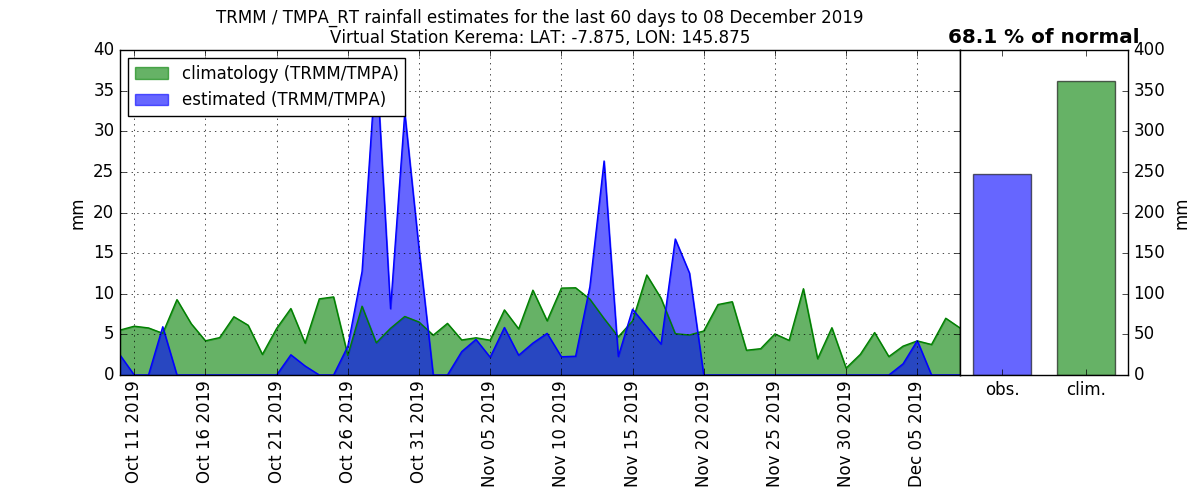 TRMM / TMPA_RT rainfall estimates for the last 60 days to 08 December 2019
Virtual Station Kerema: LAT: -7.875, LON: 145.875
68.1 % of normal
climatology (TRMM/TMPA)
estimated (TRMM/TMPA)
mm
40
35
30
25
20
15
10
5
0
Oct 11 2019
Oct 16 2019
Oct 21 2019
Oct 26 2019
Oct 31 2019
Nov 05 2019
Nov 10 2019
Nov 15 2019
Nov 20 2019
Nov 25 2019
Nov 30 2019
Dec 05 2019
obs.
clim.
400
350
300
250
200
150
100
50
0
mm